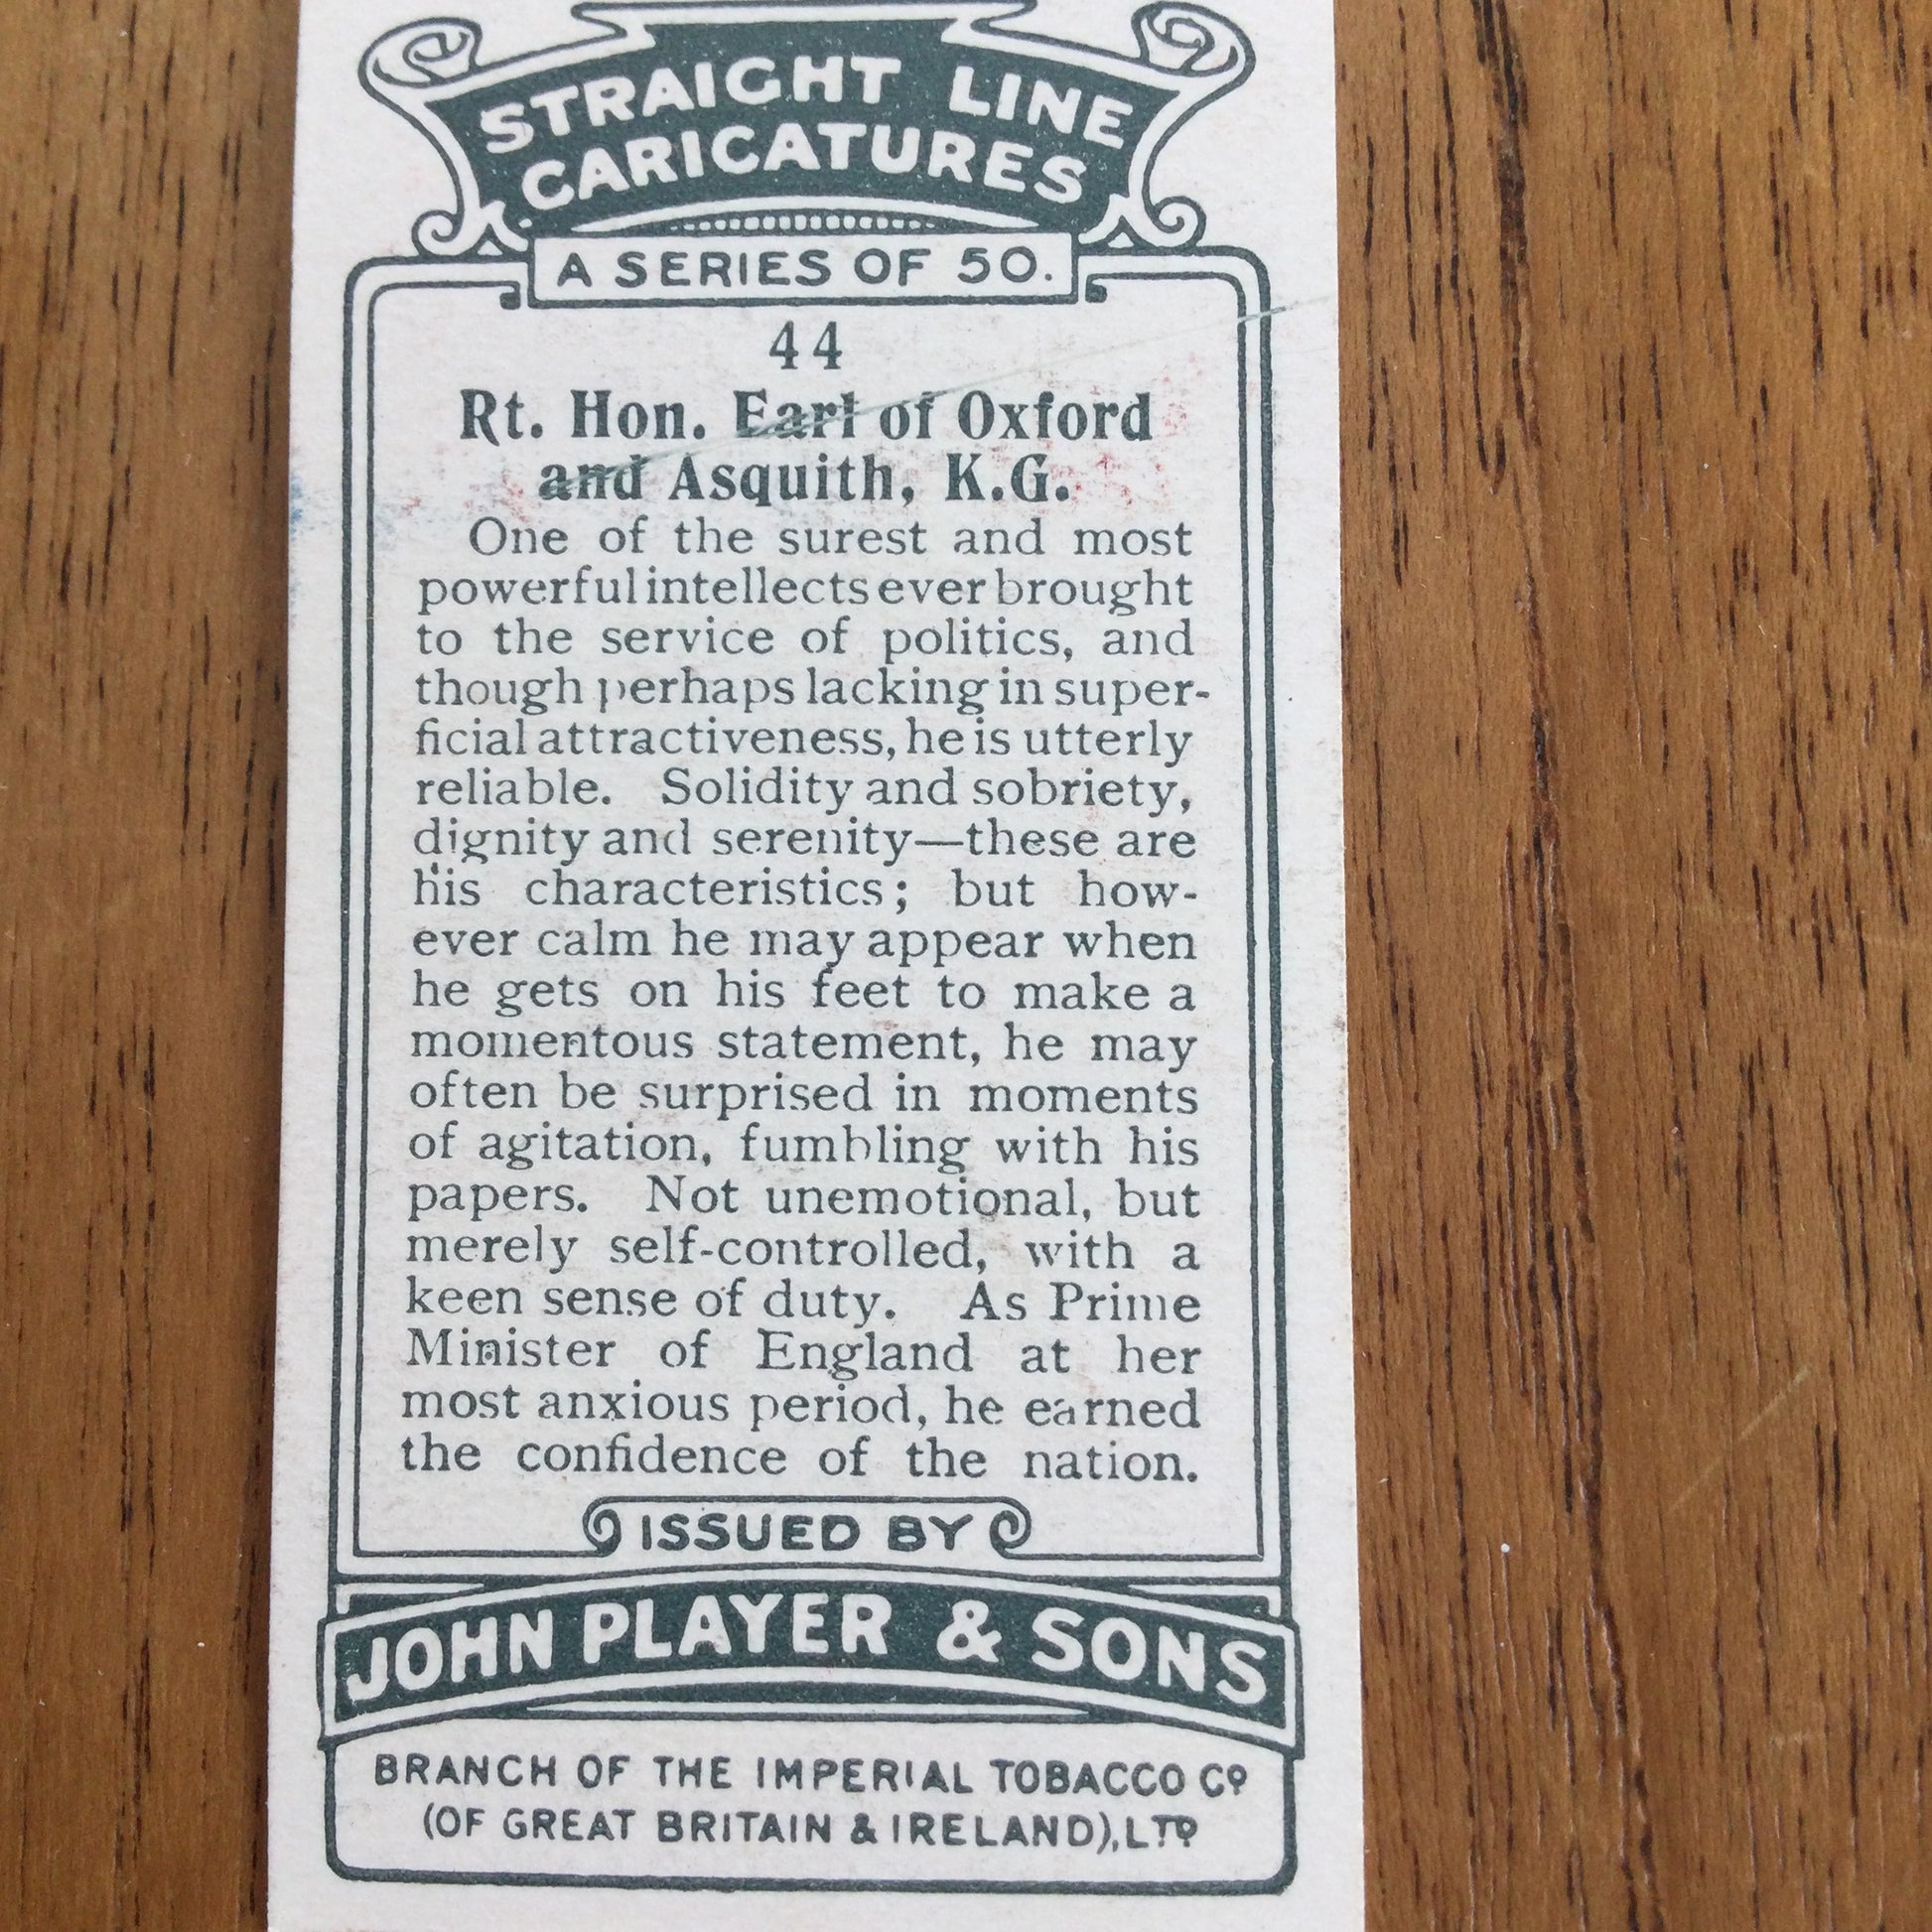 STRAIGHT LINE
CARICATURES
A SERIES OF 50.
44
Rt. Hon. Earl of Oxford
and Asquith, K.G.
One of the surest and most
powerful intellects ever brought
to the service of politics, and
though perhaps lacking in super-
ficial attractiveness, he is utterly
reliable. Solidity and sobriety,
dignity and serenity—these are
his characteristics; but how-
ever calm he may appear when
he gets on his feet to make a
momentous statement, he may
often be surprised in moments
of agitation, fumbling with his
papers. Not unemotional, but
merely self-controlled, with a
keen sense of duty. As Prime
Minister of England at her
most anxious period, he earned
the confidence of the nation.
ISSUED BY
JOHN PLAYER & SONS
BRANCH OF THE IMPERIAL TOBACCO Co
(OF GREAT BRITAIN & IRELAND), LTD